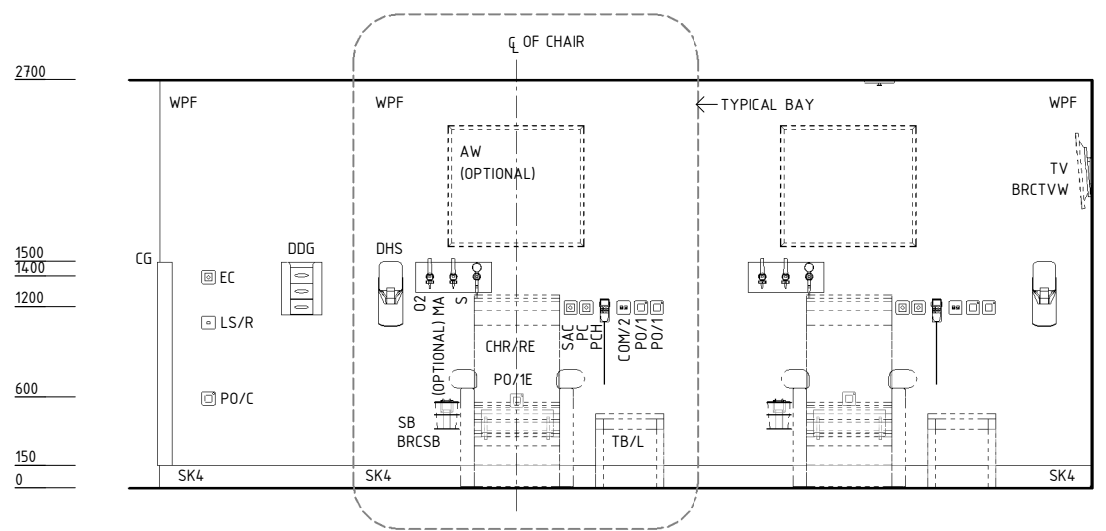 ℄ OF CHAIR
2700
WPF
WPF
TYPICAL BAY
WPF
AW
(OPTIONAL)
TV
BRCTVW
1500
1400
1200
CG
DDG
DHS
EC
LS/R
O2
(OPTIONAL) MA
S
SAC
PC
PCH
COM/2
PO/1
PO/1
CHR/RE
PO/1E
600
PO/C
SB
BRCSB
TB/L
150
SK4
SK4
SK4
0